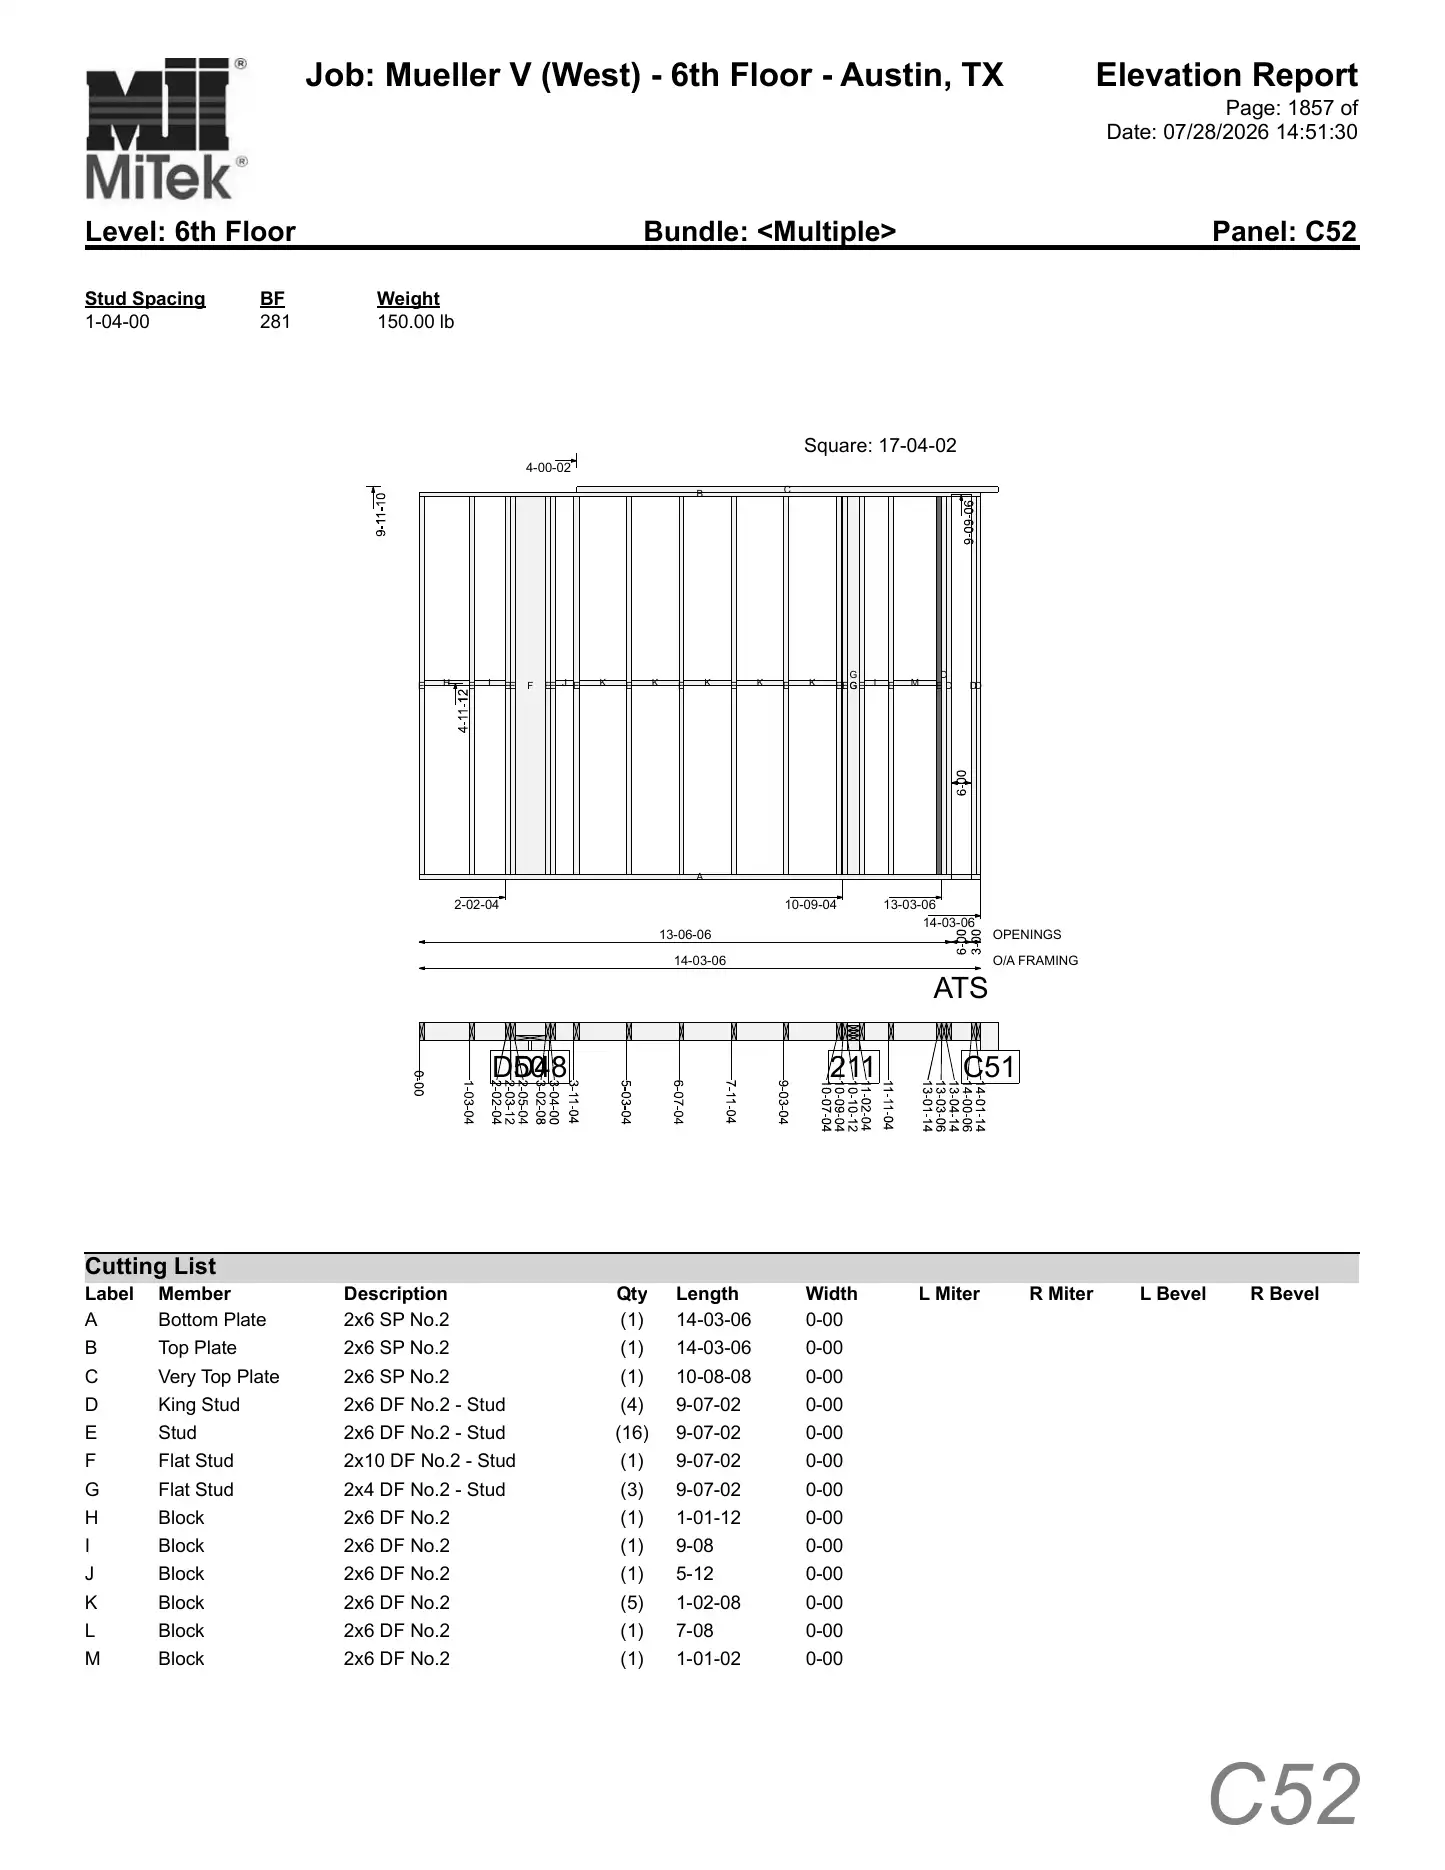 Job: Mueller V (West) - 6th Floor - Austin, TX
Elevation Report
Page: 1857 of
Date: 07/28/2026 14:51:30
MiTek®
Level: 6th Floor Bundle: <Multiple> Panel: C52
Stud Spacing BF Weight
1-04-00 281 150.00 lb
Square: 17-04-02
4-00-02
9-11-10
C
B
9-09-06
H I F J K K K K K G G I M D D D D
4-11-12
6-00
A
2-02-04 10-09-04 13-03-06
14-03-06
13-06-06 6-00 3-00 OPENINGS
14-03-06 O/A FRAMING
ATS
D50 D48 211 C51
0-00 1-03-04 2-02-04 2-03-12 2-05-04 3-02-08 3-04-00 3-11-04 5-03-04 6-07-04 7-11-04 9-03-04 10-07-04 10-09-04 10-10-12 11-02-04 11-11-04 13-01-14 13-03-06 13-04-14 14-00-06 14-01-14
Cutting List
Label Member Description Qty Length Width L Miter R Miter L Bevel R Bevel
A Bottom Plate 2x6 SP No.2 (1) 14-03-06 0-00
B Top Plate 2x6 SP No.2 (1) 14-03-06 0-00
C Very Top Plate 2x6 SP No.2 (1) 10-08-08 0-00
D King Stud 2x6 DF No.2 - Stud (4) 9-07-02 0-00
E Stud 2x6 DF No.2 - Stud (16) 9-07-02 0-00
F Flat Stud 2x10 DF No.2 - Stud (1) 9-07-02 0-00
G Flat Stud 2x4 DF No.2 - Stud (3) 9-07-02 0-00
H Block 2x6 DF No.2 (1) 1-01-12 0-00
I Block 2x6 DF No.2 (1) 9-08 0-00
J Block 2x6 DF No.2 (1) 5-12 0-00
K Block 2x6 DF No.2 (5) 1-02-08 0-00
L Block 2x6 DF No.2 (1) 7-08 0-00
M Block 2x6 DF No.2 (1) 1-01-02 0-00
C52